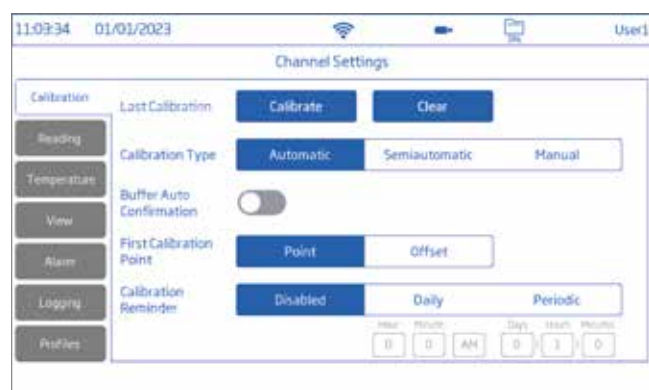 11:03:34 01/01/2023 User1
Channel Settings
Calibration
Last Calibration Calibrate Clear
Reading
Calibration Type Automatic Semiautomatic Manual
Temperature
Buffer Auto
Confirmation
View
First Calibration
Point Point Offset
Alarm
Calibration
Reminder Disabled Daily Periodic
Logging
Hour Minute Days Hours Minutes
Profiles
0 0 AM 0 1 0